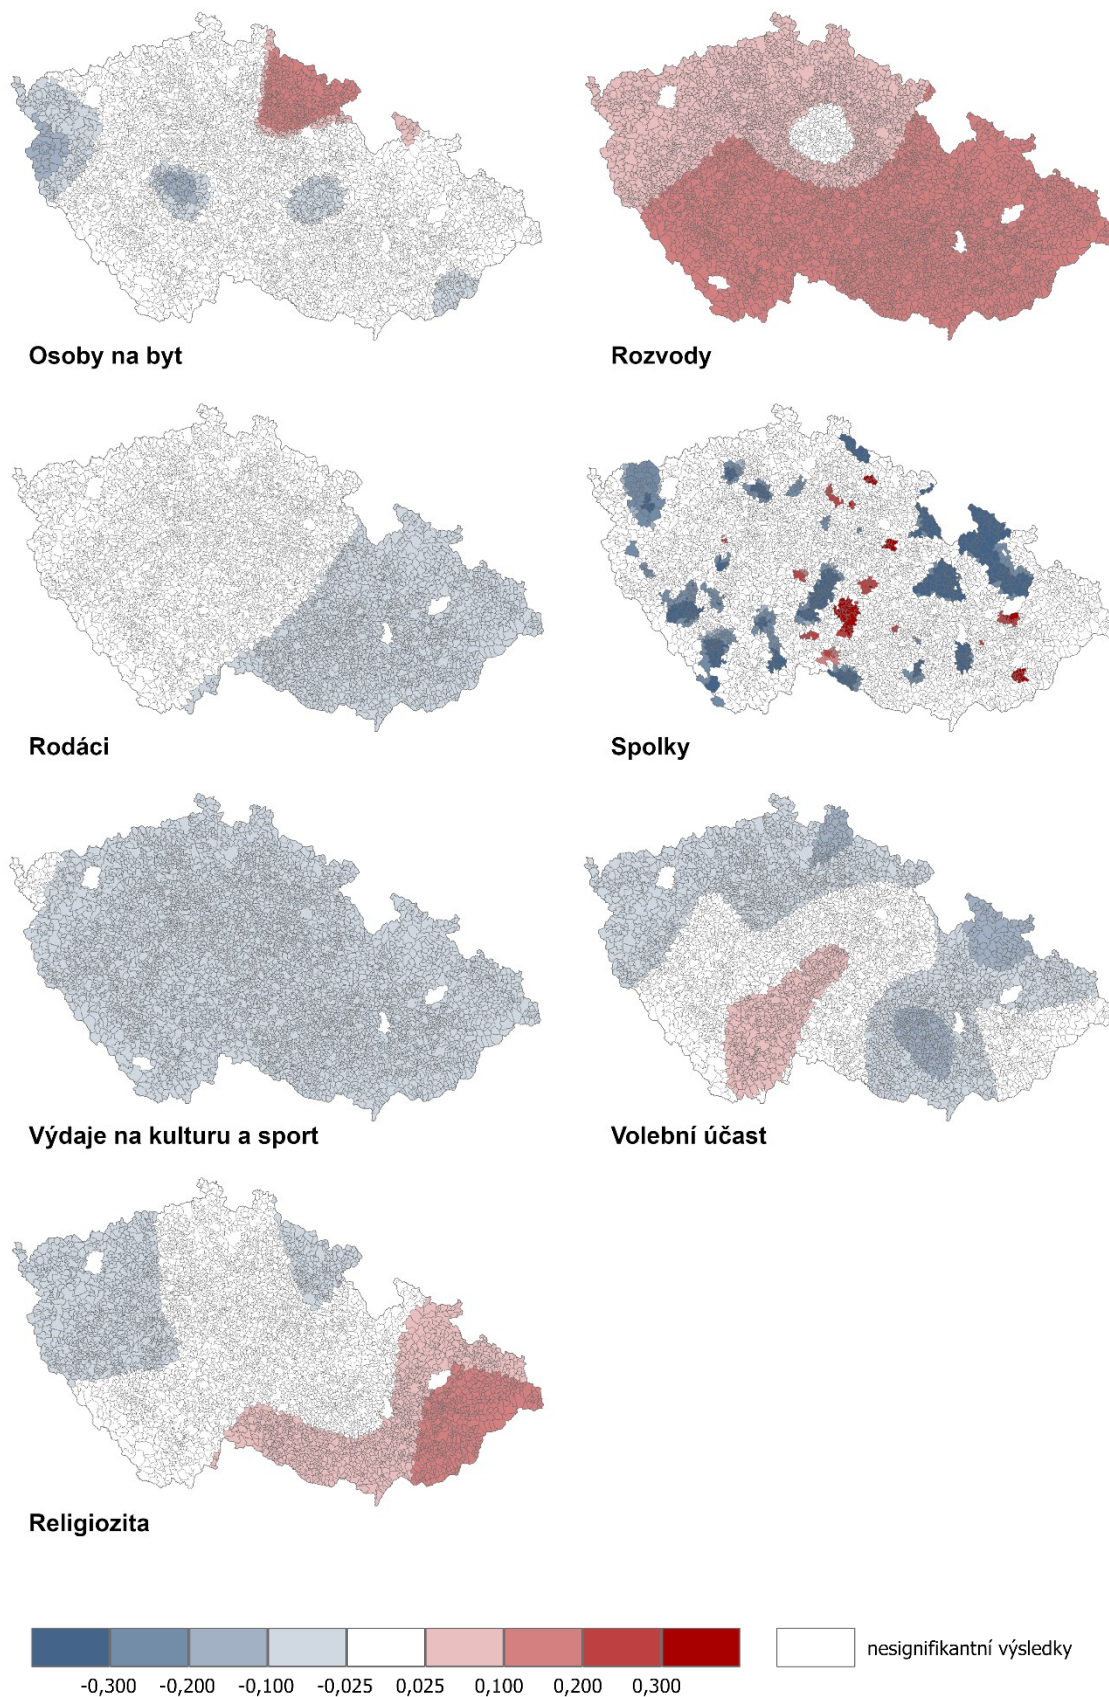 Osoby na byt
Rozvody
Rodáci
Spolky
Výdaje na kulturu a sport
Volební účast
Religiozita
nesignifikantní výsledky
-0,300 -0,200 -0,100 -0,025 0,025 0,100 0,200 0,300